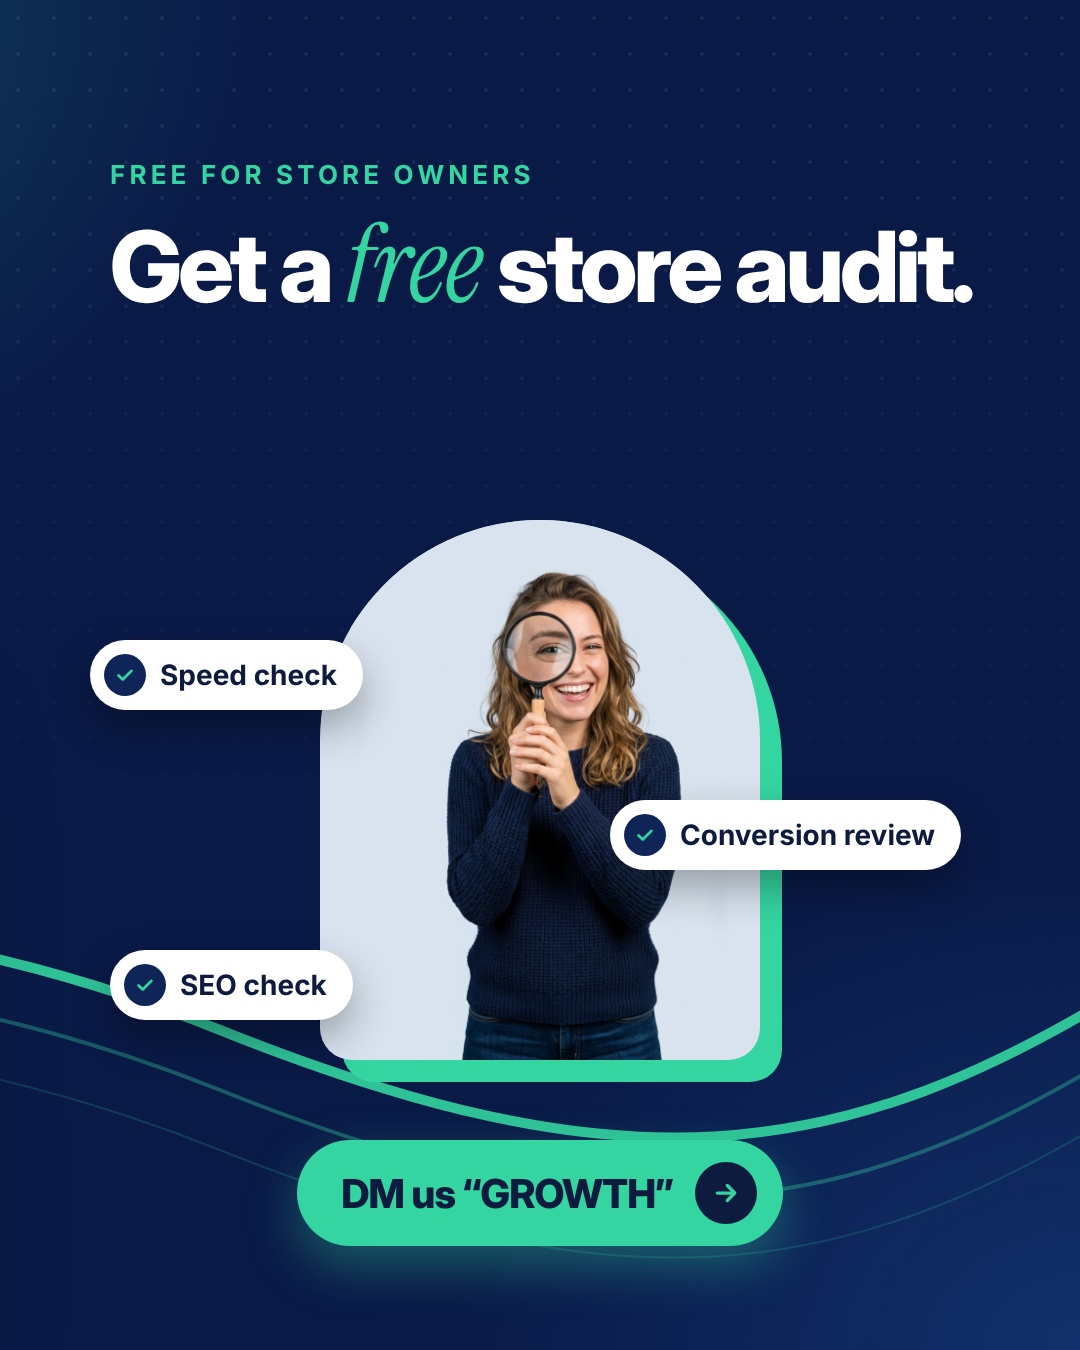 FREE FOR STORE OWNERS
Get a free store audit.
Speed check
Conversion review
SEO check
DM us “GROWTH”